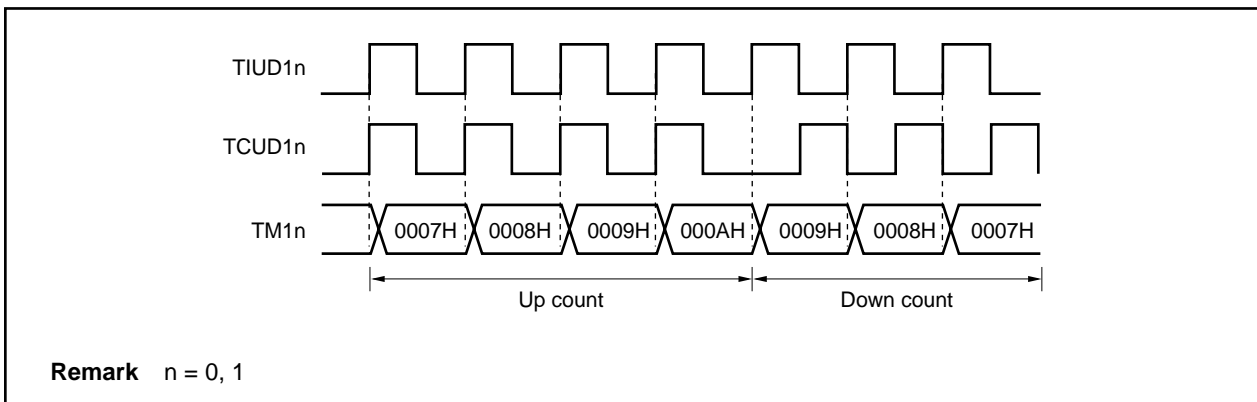 TIUD1n
TCUD1n
TM1n 0007H 0008H 0009H 000AH 0009H 0008H 0007H
Up count Down count
Remark n = 0, 1